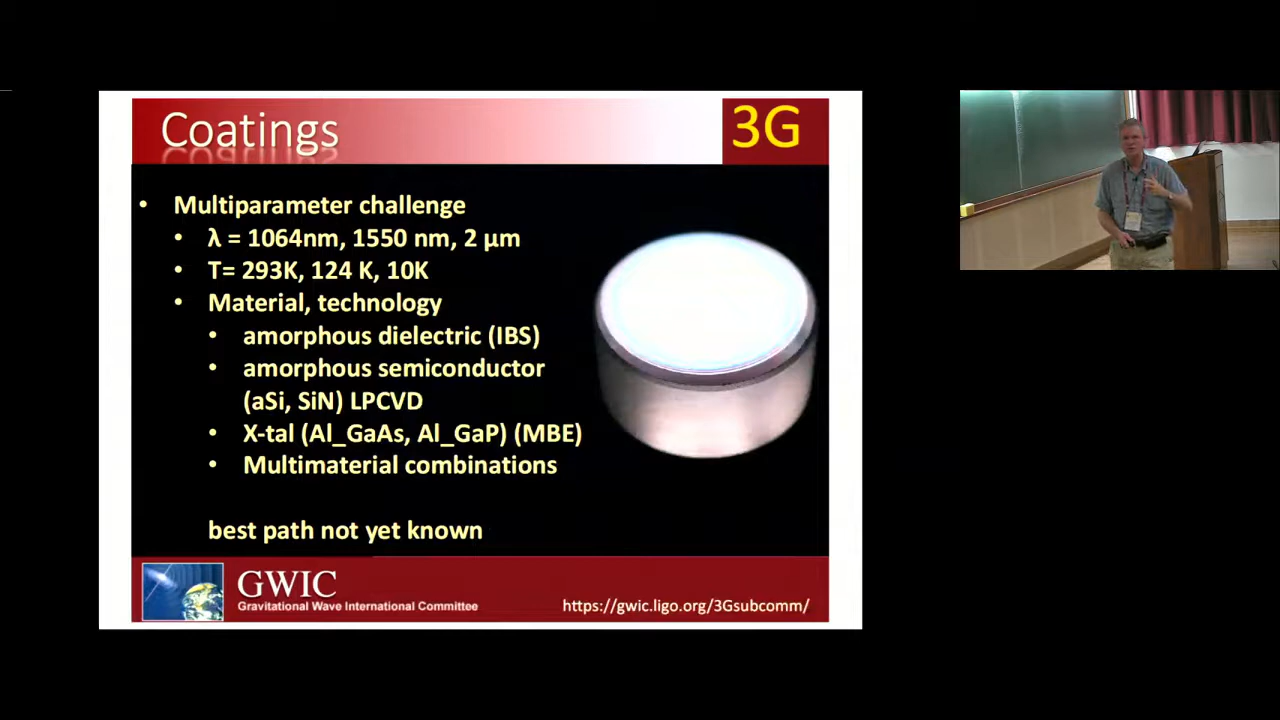 Coatings
3G
• Multiparameter challenge
• λ = 1064nm, 1550 nm, 2 µm
• T= 293K, 124 K, 10K
• Material, technology
• amorphous dielectric (IBS)
• amorphous semiconductor
(aSi, SiN) LPCVD
• X-tal (Al_GaAs, Al_GaP) (MBE)
• Multimaterial combinations
best path not yet known
GWIC
Gravitational Wave International Committee
https://gwic.ligo.org/3Gsubcomm/